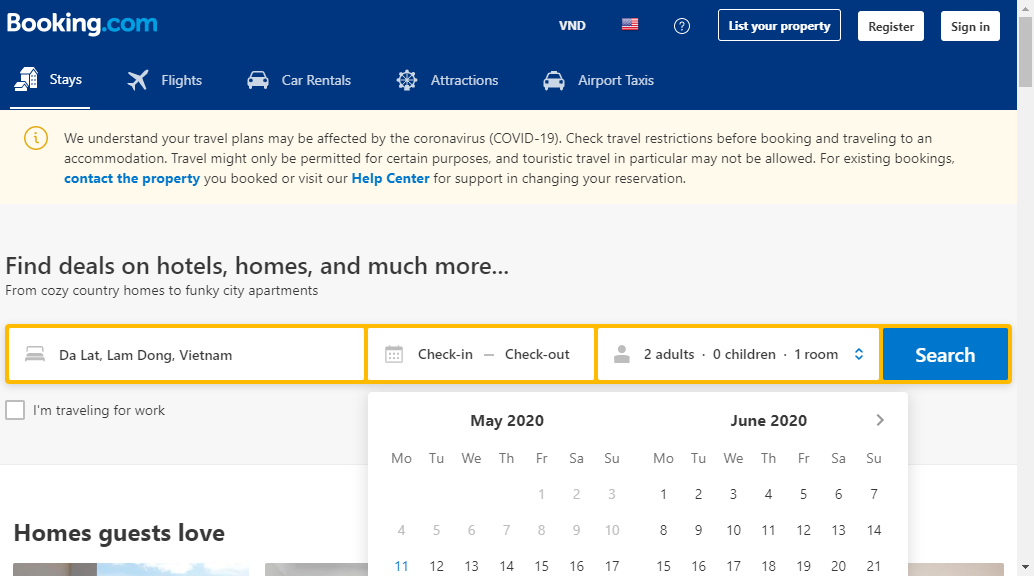 Booking.com
VND
?
List your property
Register
Sign in
Stays
Flights
Car Rentals
Attractions
Airport Taxis
i
We understand your travel plans may be affected by the coronavirus (COVID-19). Check travel restrictions before booking and traveling to an
accommodation. Travel might only be permitted for certain purposes, and touristic travel in particular may not be allowed. For existing bookings,
contact the property you booked or visit our Help Center for support in changing your reservation.
Find deals on hotels, homes, and much more...
From cozy country homes to funky city apartments
Da Lat, Lam Dong, Vietnam
Check-in — Check-out
2 adults · 0 children · 1 room
Search
I'm traveling for work
May 2020
Mo Tu We Th Fr Sa Su
1 2 3
4 5 6 7 8 9 10
11 12 13 14 15 16 17
June 2020
Mo Tu We Th Fr Sa Su
1 2 3 4 5 6 7
8 9 10 11 12 13 14
15 16 17 18 19 20 21
Homes guests love